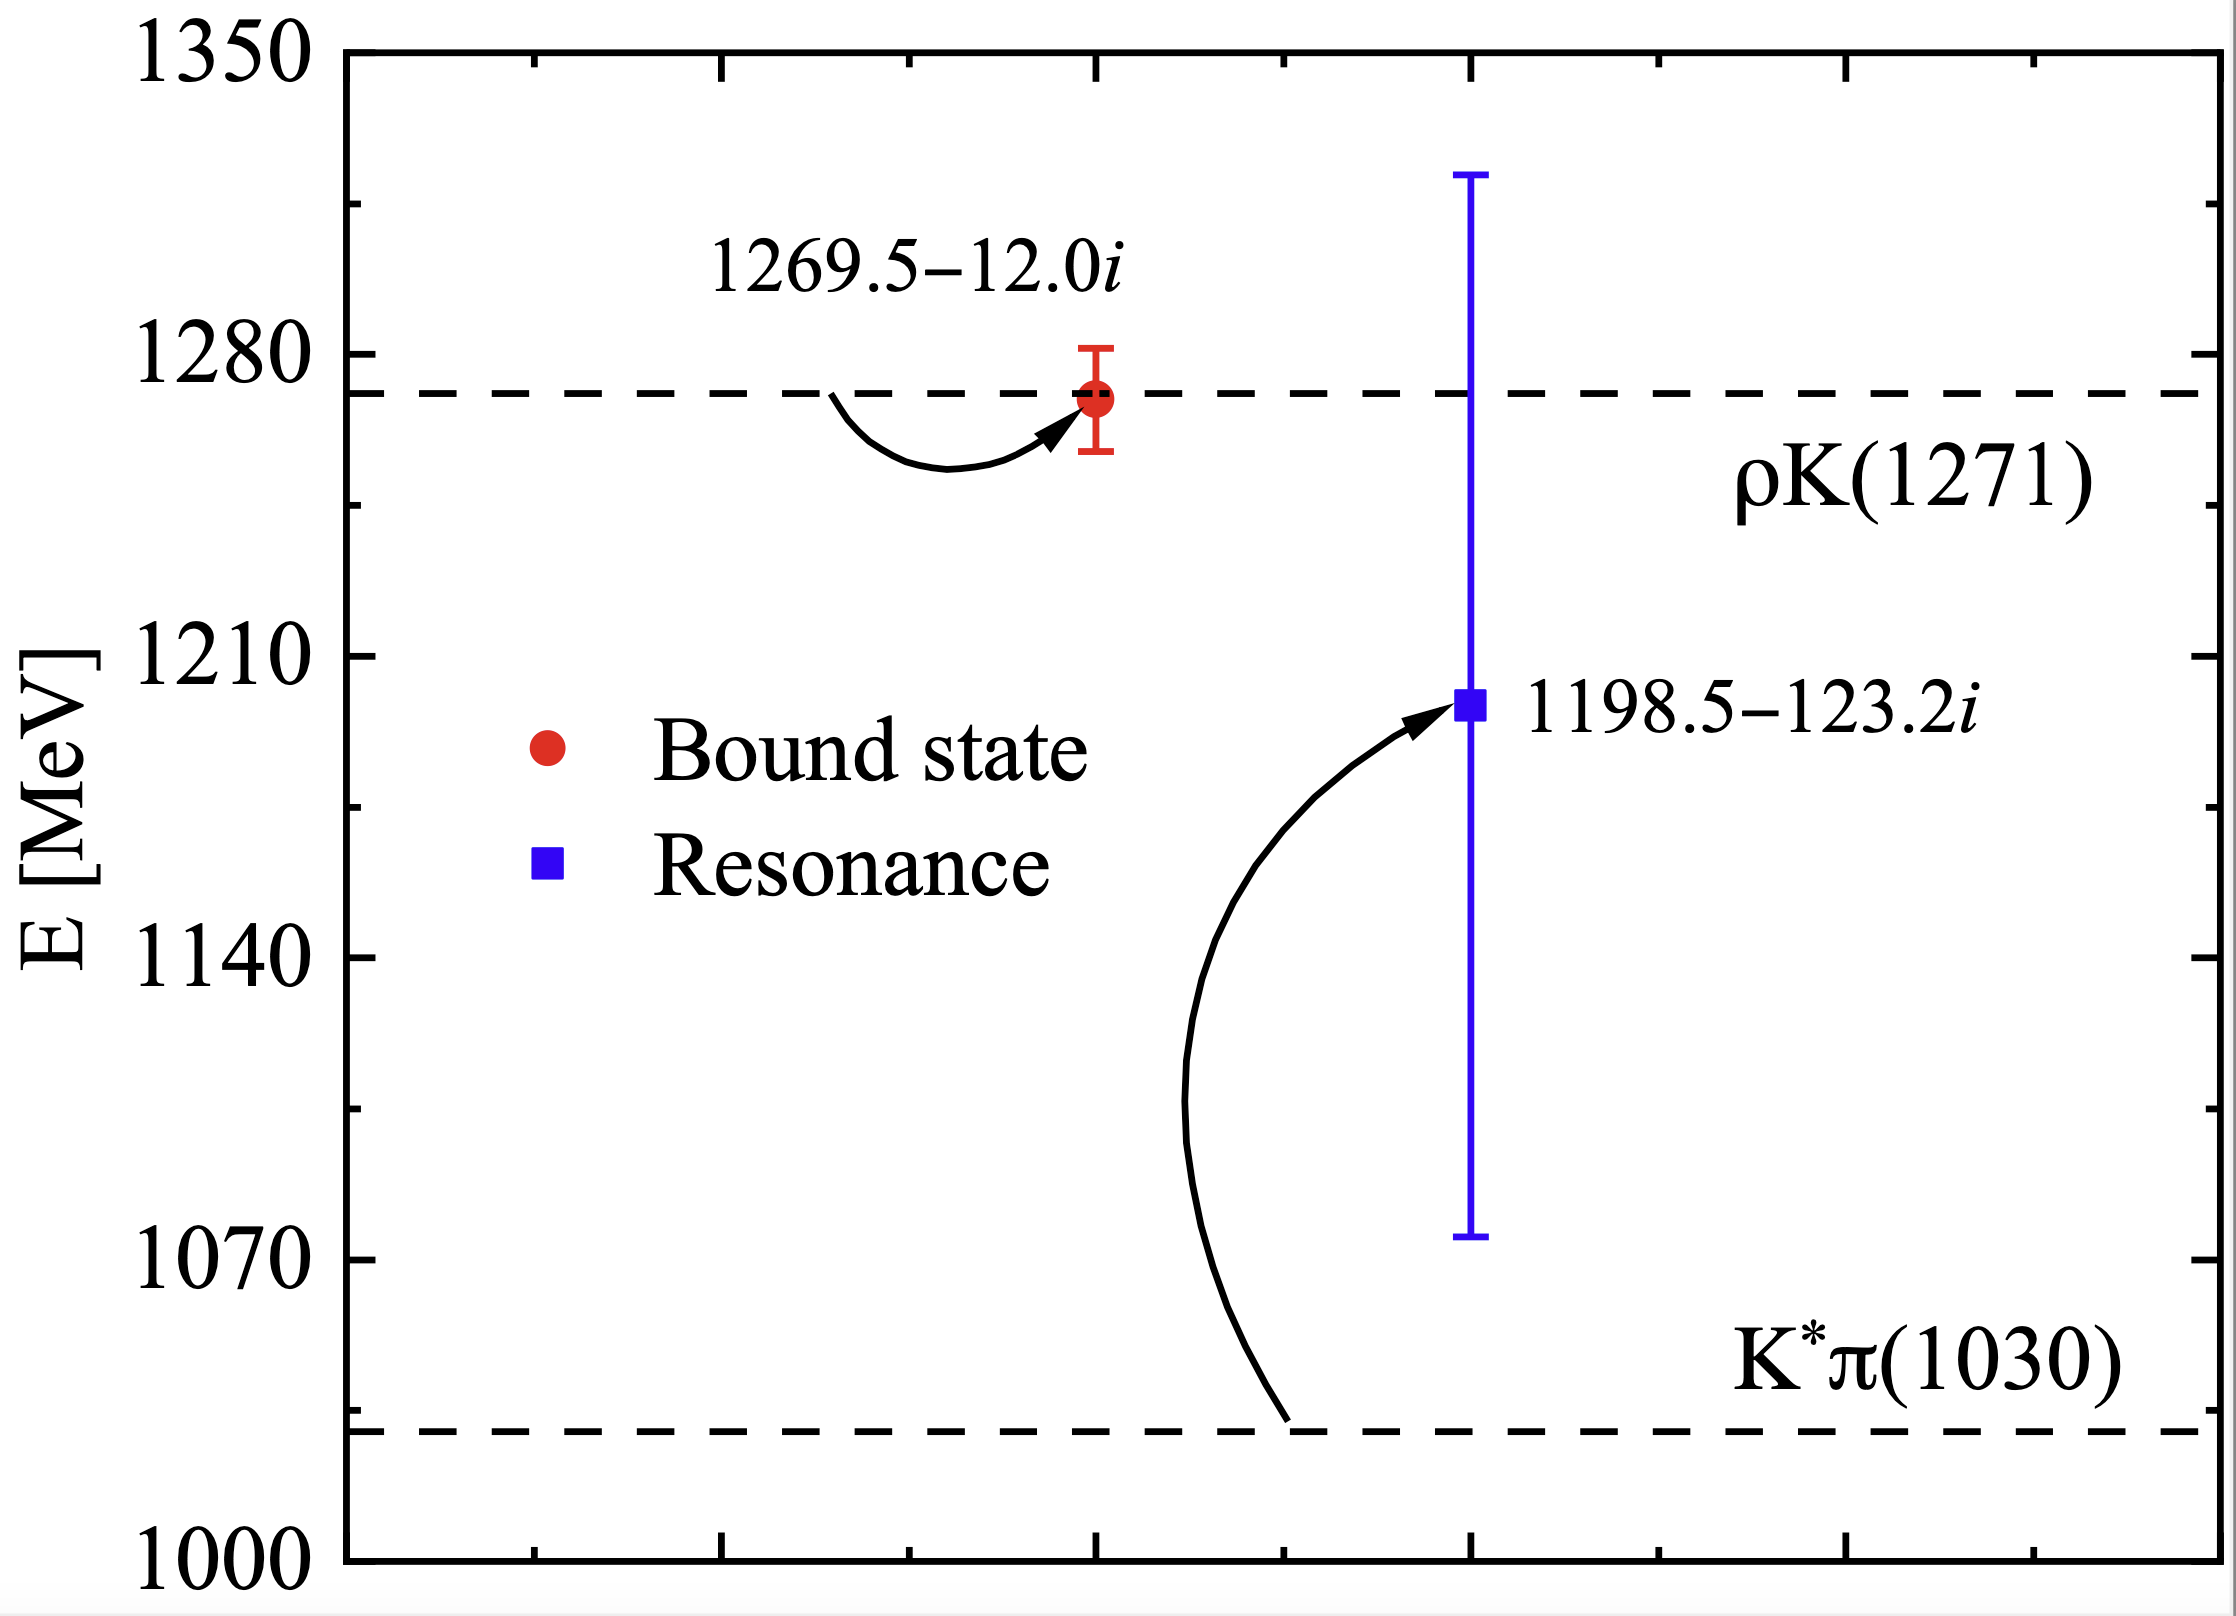 1350
1269.5−12.0i
1280
ρK(1271)
1210
1198.5−123.2i
E [MeV]
Bound state
Resonance
1140
1070
K*π(1030)
1000